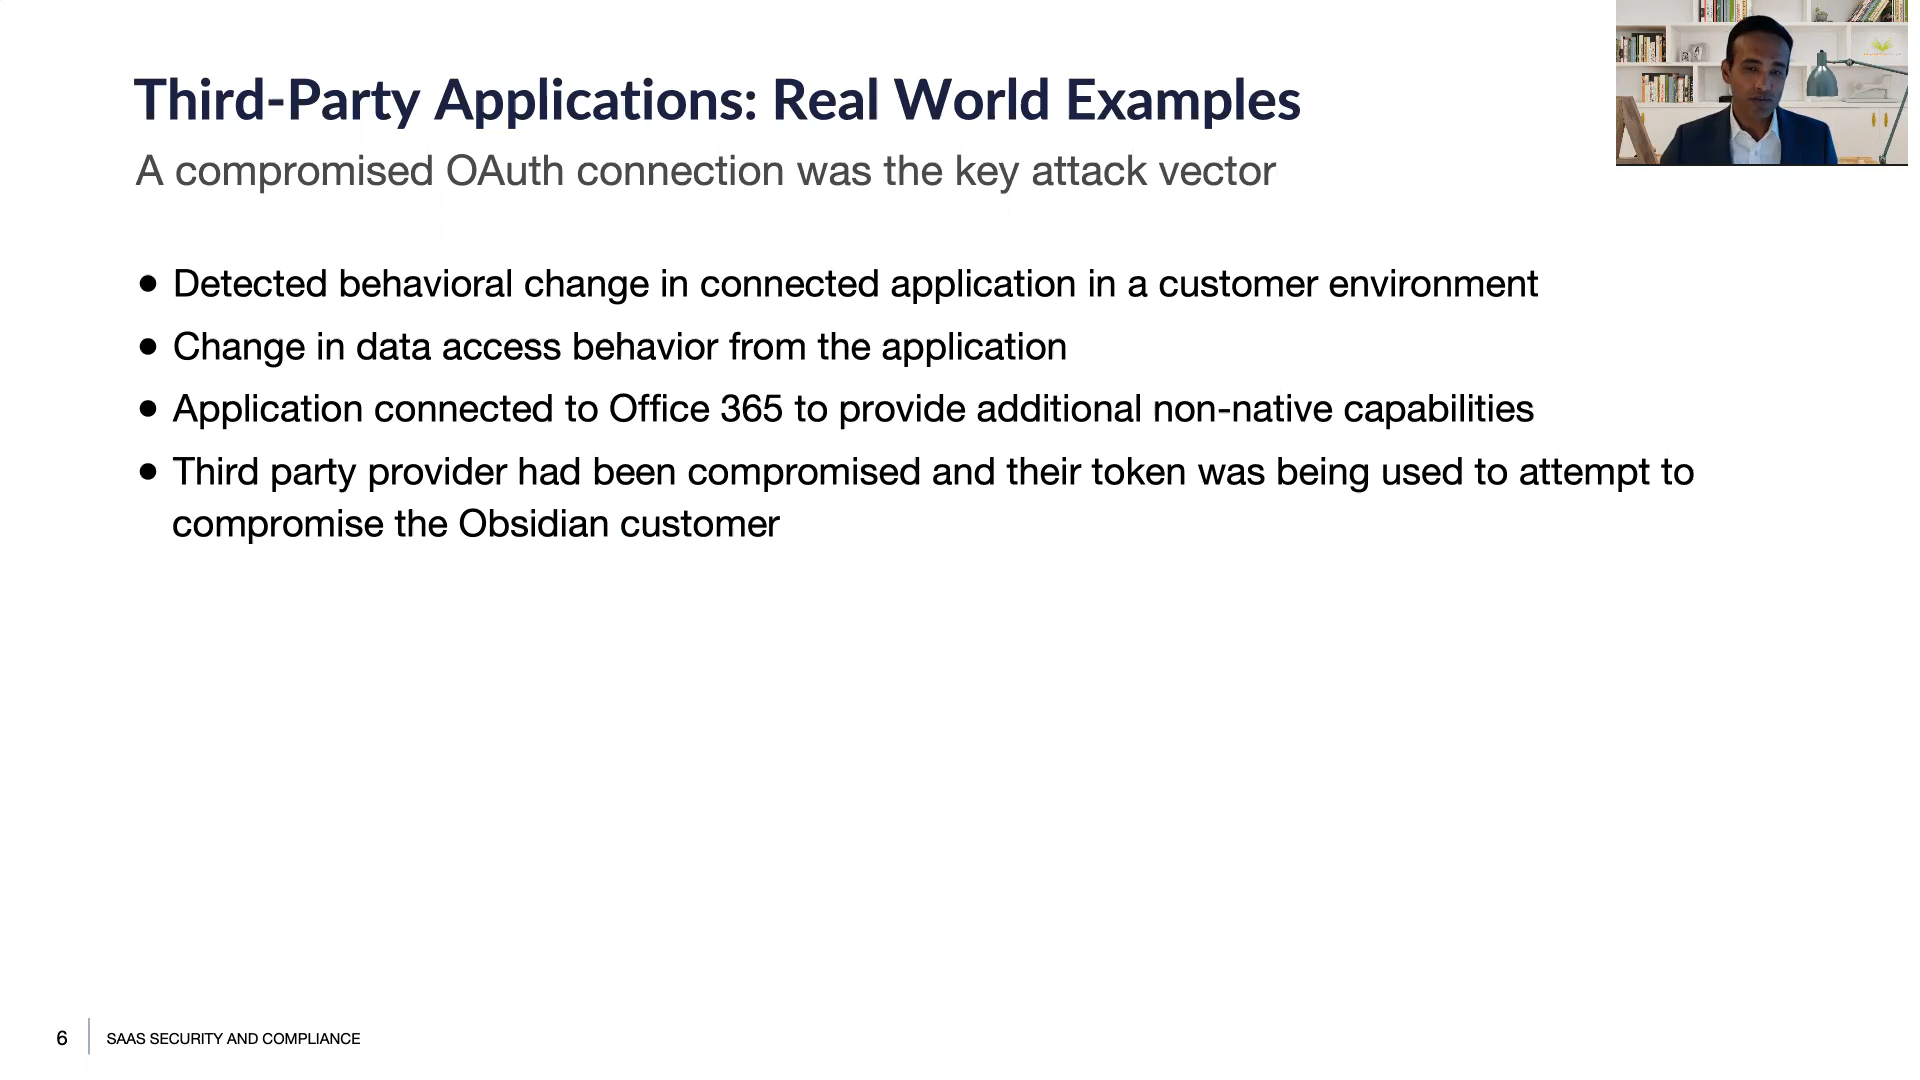 Third-Party Applications: Real World Examples
A compromised OAuth connection was the key attack vector
● Detected behavioral change in connected application in a customer environment
● Change in data access behavior from the application
● Application connected to Office 365 to provide additional non-native capabilities
● Third party provider had been compromised and their token was being used to attempt to
compromise the Obsidian customer
6
SAAS SECURITY AND COMPLIANCE